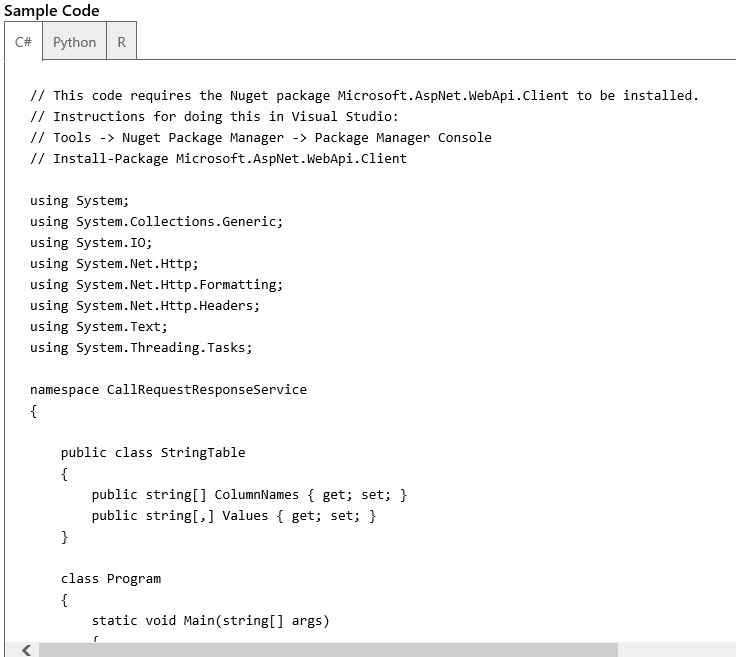 Sample Code
C# Python R
// This code requires the Nuget package Microsoft.AspNet.WebApi.Client to be installed.
// Instructions for doing this in Visual Studio:
// Tools -> Nuget Package Manager -> Package Manager Console
// Install-Package Microsoft.AspNet.WebApi.Client
using System;
using System.Collections.Generic;
using System.IO;
using System.Net.Http;
using System.Net.Http.Formatting;
using System.Net.Http.Headers;
using System.Text;
using System.Threading.Tasks;
namespace CallRequestResponseService
{
public class StringTable
{
public string[] ColumnNames { get; set; }
public string[,] Values { get; set; }
}
class Program
{
static void Main(string[] args)
{